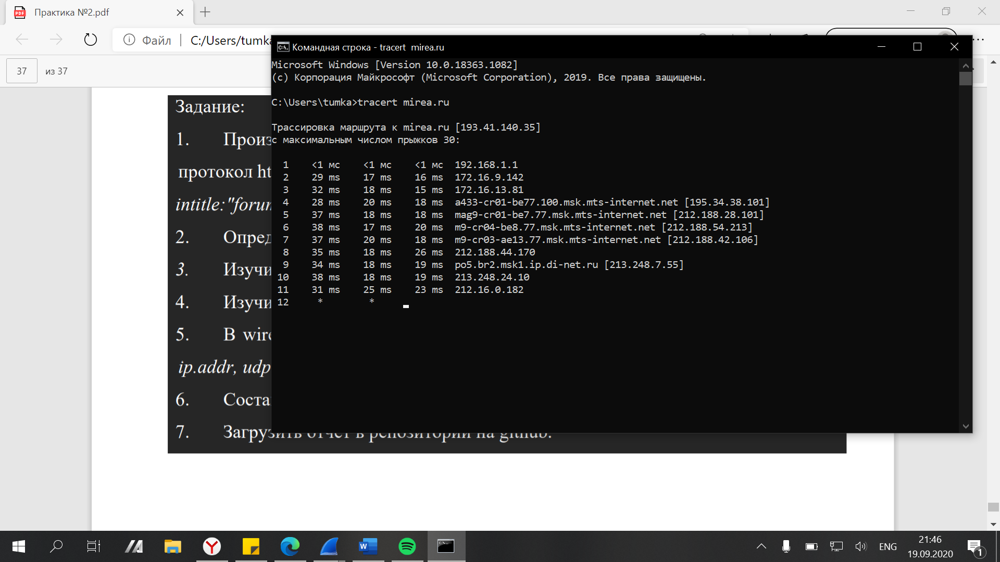 Практика №2.pdf
Файл
C:/Users/tumka
37
из 37
Командная строка - tracert mirea.ru
Microsoft Windows [Version 10.0.18363.1082]
(c) Корпорация Майкрософт (Microsoft Corporation), 2019. Все права защищены.
C:\Users\tumka>tracert mirea.ru
Трассировка маршрута к mirea.ru [193.41.140.35]
с максимальным числом прыжков 30:
1 <1 мс <1 мс <1 мс 192.168.1.1
2 29 ms 17 ms 16 ms 172.16.9.142
3 32 ms 18 ms 15 ms 172.16.13.81
4 28 ms 20 ms 18 ms a433-cr01-be77.100.msk.mts-internet.net [195.34.38.101]
5 37 ms 18 ms 18 ms mag9-cr01-be7.77.msk.mts-internet.net [212.188.28.101]
6 38 ms 17 ms 20 ms m9-cr04-be8.77.msk.mts-internet.net [212.188.54.213]
7 37 ms 20 ms 18 ms m9-cr03-ae13.77.msk.mts-internet.net [212.188.42.106]
8 35 ms 18 ms 26 ms 212.188.44.170
9 34 ms 18 ms 19 ms po5.br2.msk1.ip.di-net.ru [213.248.7.55]
10 38 ms 18 ms 19 ms 213.248.24.10
11 31 ms 25 ms 23 ms 212.16.0.182
12 * *
Задание:
1. Произ
протокол ht
intitle:"forum
2. Опред
3. Изучи
4. Изучи
5. В wire
ip.addr, udp
6. Соста
7. Загрузить отчет в репозиторий на github.
ENG
21:46
19.09.2020
1